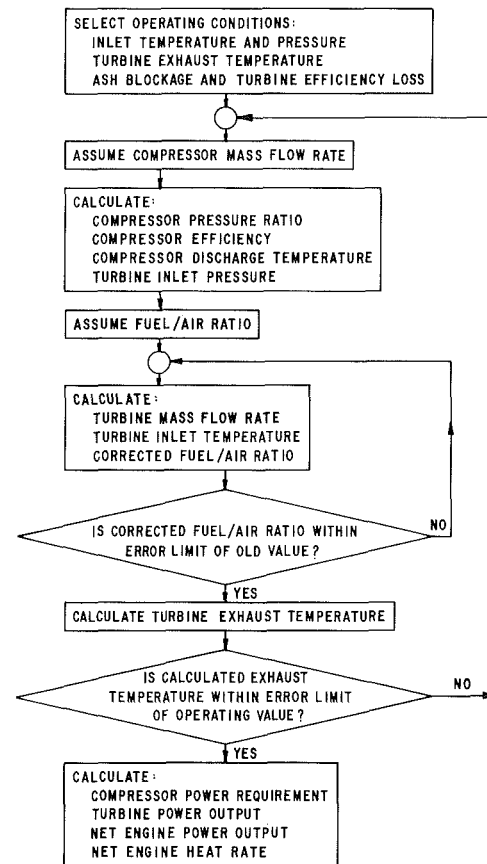 SELECT OPERATING CONDITIONS:
INLET TEMPERATURE AND PRESSURE
TURBINE EXHAUST TEMPERATURE
ASH BLOCKAGE AND TURBINE EFFICIENCY LOSS
ASSUME COMPRESSOR MASS FLOW RATE
CALCULATE:
COMPRESSOR PRESSURE RATIO
COMPRESSOR EFFICIENCY
COMPRESSOR DISCHARGE TEMPERATURE
TURBINE INLET PRESSURE
ASSUME FUEL/AIR RATIO
CALCULATE:
TURBINE MASS FLOW RATE
TURBINE INLET TEMPERATURE
CORRECTED FUEL/AIR RATIO
IS CORRECTED FUEL/AIR RATIO WITHIN
ERROR LIMIT OF OLD VALUE?
NO
YES
CALCULATE TURBINE EXHAUST TEMPERATURE
IS CALCULATED EXHAUST
TEMPERATURE WITHIN ERROR LIMIT
OF OPERATING VALUE?
NO
YES
CALCULATE:
COMPRESSOR POWER REQUIREMENT
TURBINE POWER OUTPUT
NET ENGINE POWER OUTPUT
NET ENGINE HEAT RATE